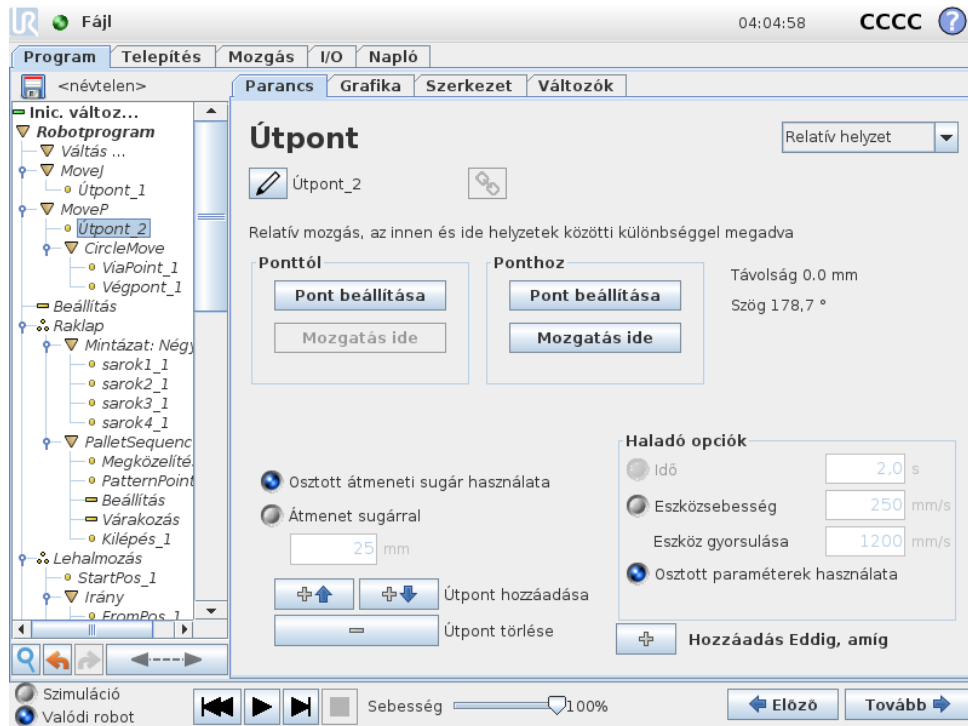 UR Fájl 04:04:58 CCCC ?
Program Telepítés Mozgás I/O Napló
<névtelen>
Parancs Grafika Szerkezet Változók
Inic. változ...
Robotprogram
Váltás ...
MoveJ
Útpont_1
MoveP
Útpont_2
CircleMove
ViaPoint_1
Végpont_1
Beállítás
Raklap
Mintázat: Négy
sarok1_1
sarok2_1
sarok3_1
sarok4_1
PalletSequenc
Megközelíté
PatternPoint
Beállítás
Várakozás
Kilépés_1
Lehalmozás
StartPos_1
Irány
FromPos_1
Útpont
Relatív helyzet
Útpont_2
Relatív mozgás, az innen és ide helyzetek közötti különbséggel megadva
Ponttól
Pont beállítása
Mozgatás ide
Ponthoz
Pont beállítása
Mozgatás ide
Távolság 0.0 mm
Szög 178,7 °
Osztott átmeneti sugár használata
Átmenet sugárral
25 mm
Útpont hozzáadása
Útpont törlése
Haladó opciók
Idő 2,0 s
Eszközsebesség 250 mm/s
Eszköz gyorsulása 1200 mm/s
Osztott paraméterek használata
Hozzáadás Eddig, amíg
Szimuláció
Valódi robot
Sebesség 100%
Előző
Tovább